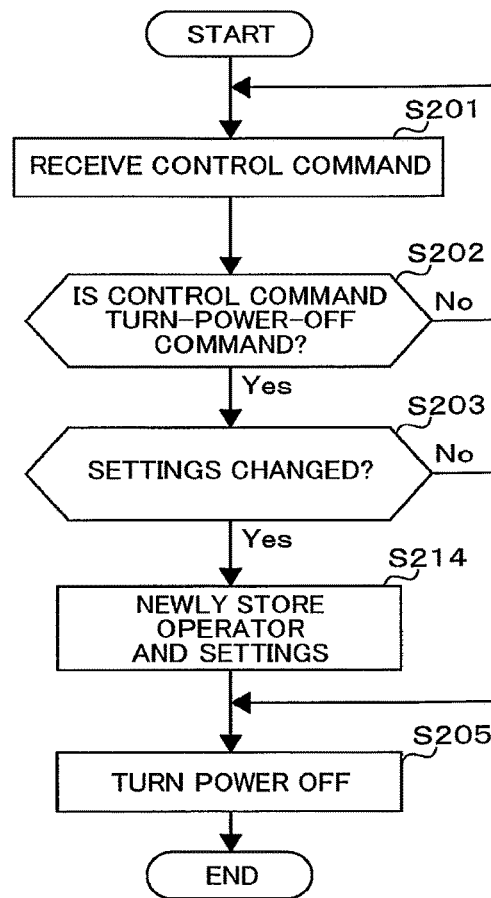 START
S201
RECEIVE CONTROL COMMAND
S202
IS CONTROL COMMAND
TURN-POWER-OFF
COMMAND?
No
Yes
S203
SETTINGS CHANGED?
No
Yes
S214
NEWLY STORE
OPERATOR
AND SETTINGS
S205
TURN POWER OFF
END